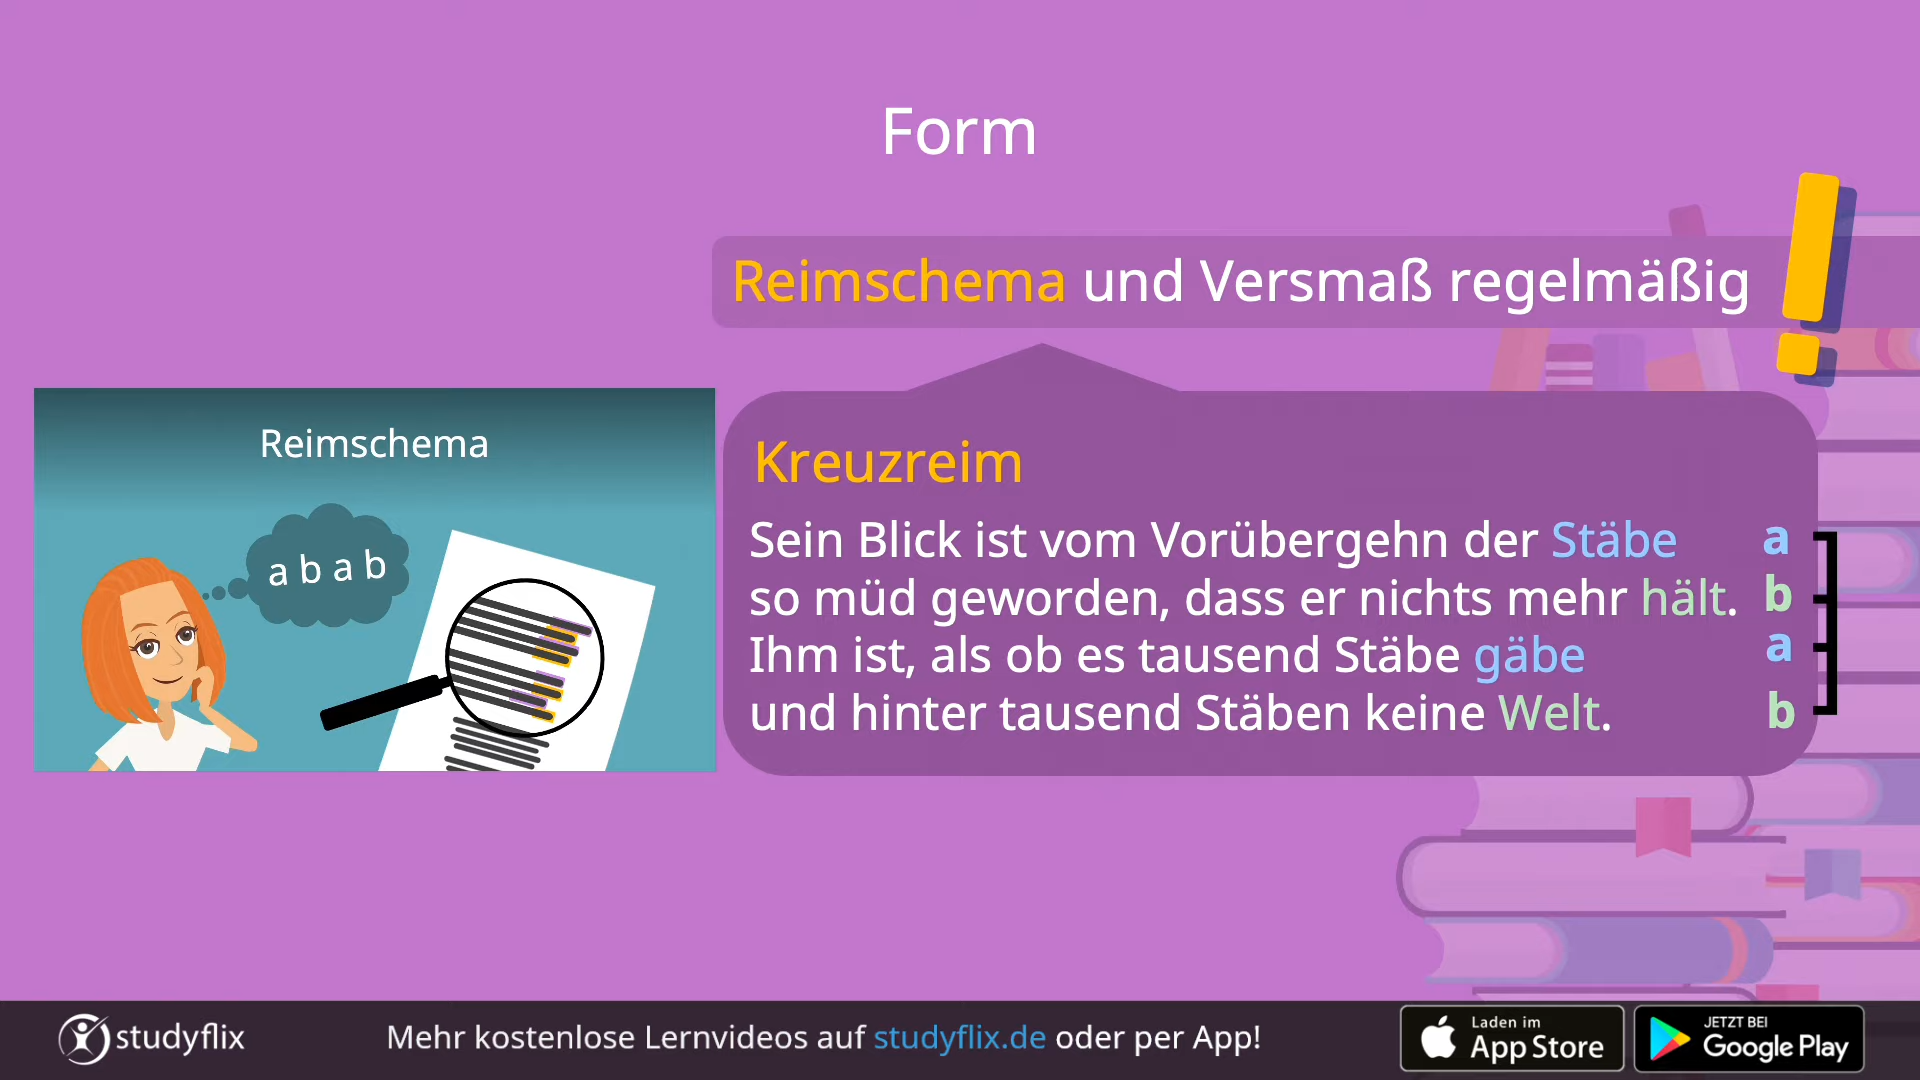 Form
Reimschema und Versmaß regelmäßig
Reimschema
a b a b
Kreuzreim
Sein Blick ist vom Vorübergehn der Stäbe a
so müd geworden, dass er nichts mehr hält. b
Ihm ist, als ob es tausend Stäbe gäbe a
und hinter tausend Stäben keine Welt. b
studyflix
Mehr kostenlose Lernvideos auf studyflix.de oder per App!
Laden im
App Store
JETZT BEI
Google Play